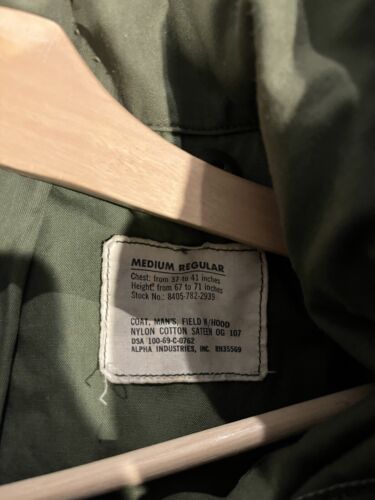 MEDIUM REGULAR
Chest: from 37 to 41 inches
Height: from 67 to 71 inches
Stock No.: 8405-782-2939
COAT, MAN'S, FIELD W/HOOD
NYLON COTTON SATEEN OG 107
DSA 100-69-C-0762
ALPHA INDUSTRIES, INC. RN35569